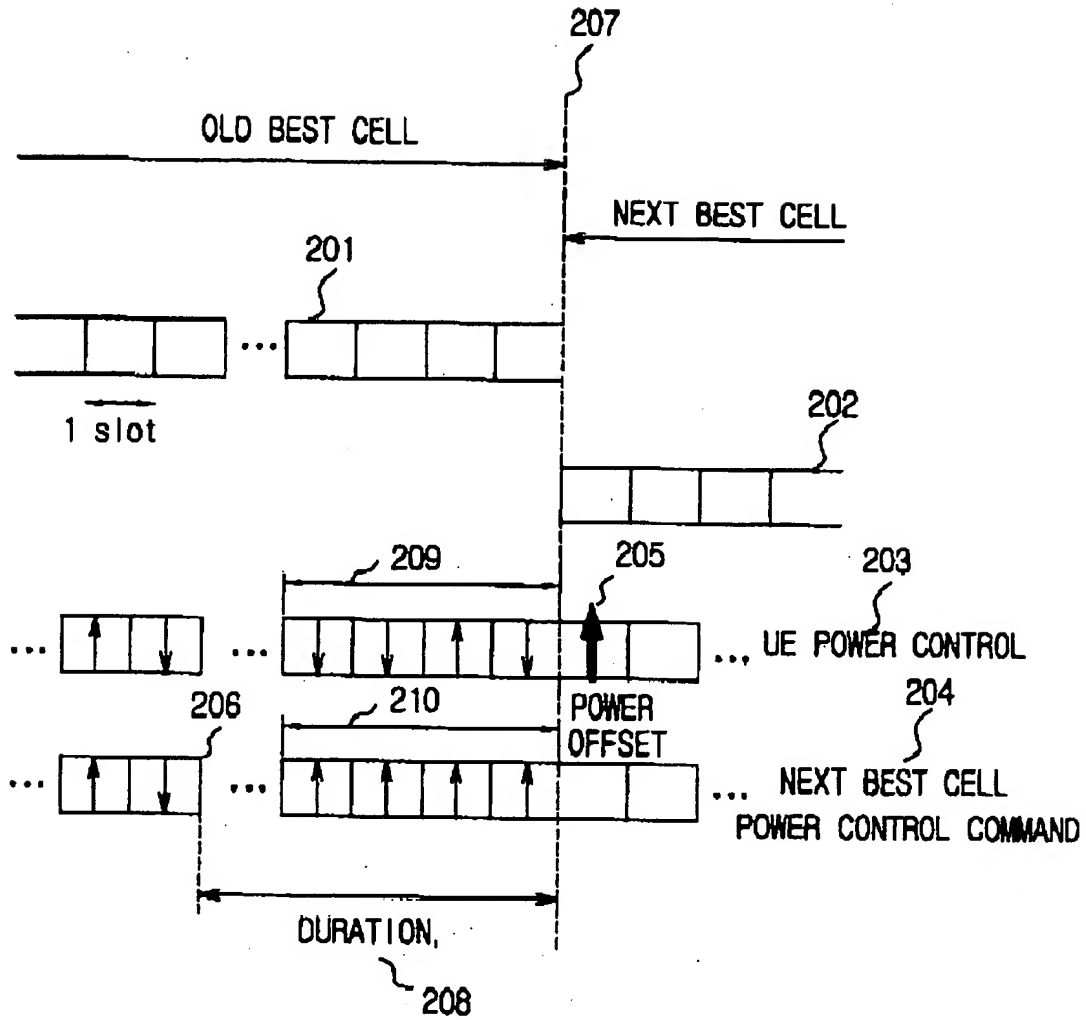 207
OLD BEST CELL
NEXT BEST CELL
201
...
1 slot
202
209
205
203
...
...
... UE POWER CONTROL
206
210
POWER
OFFSET
204
...
...
... NEXT BEST CELL
POWER CONTROL COMMAND
DURATION,
208